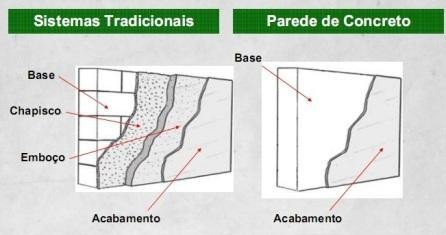 Sistemas Tradicionais
Base
Chapisco
Emboço
Acabamento
Parede de Concreto
Base
Acabamento